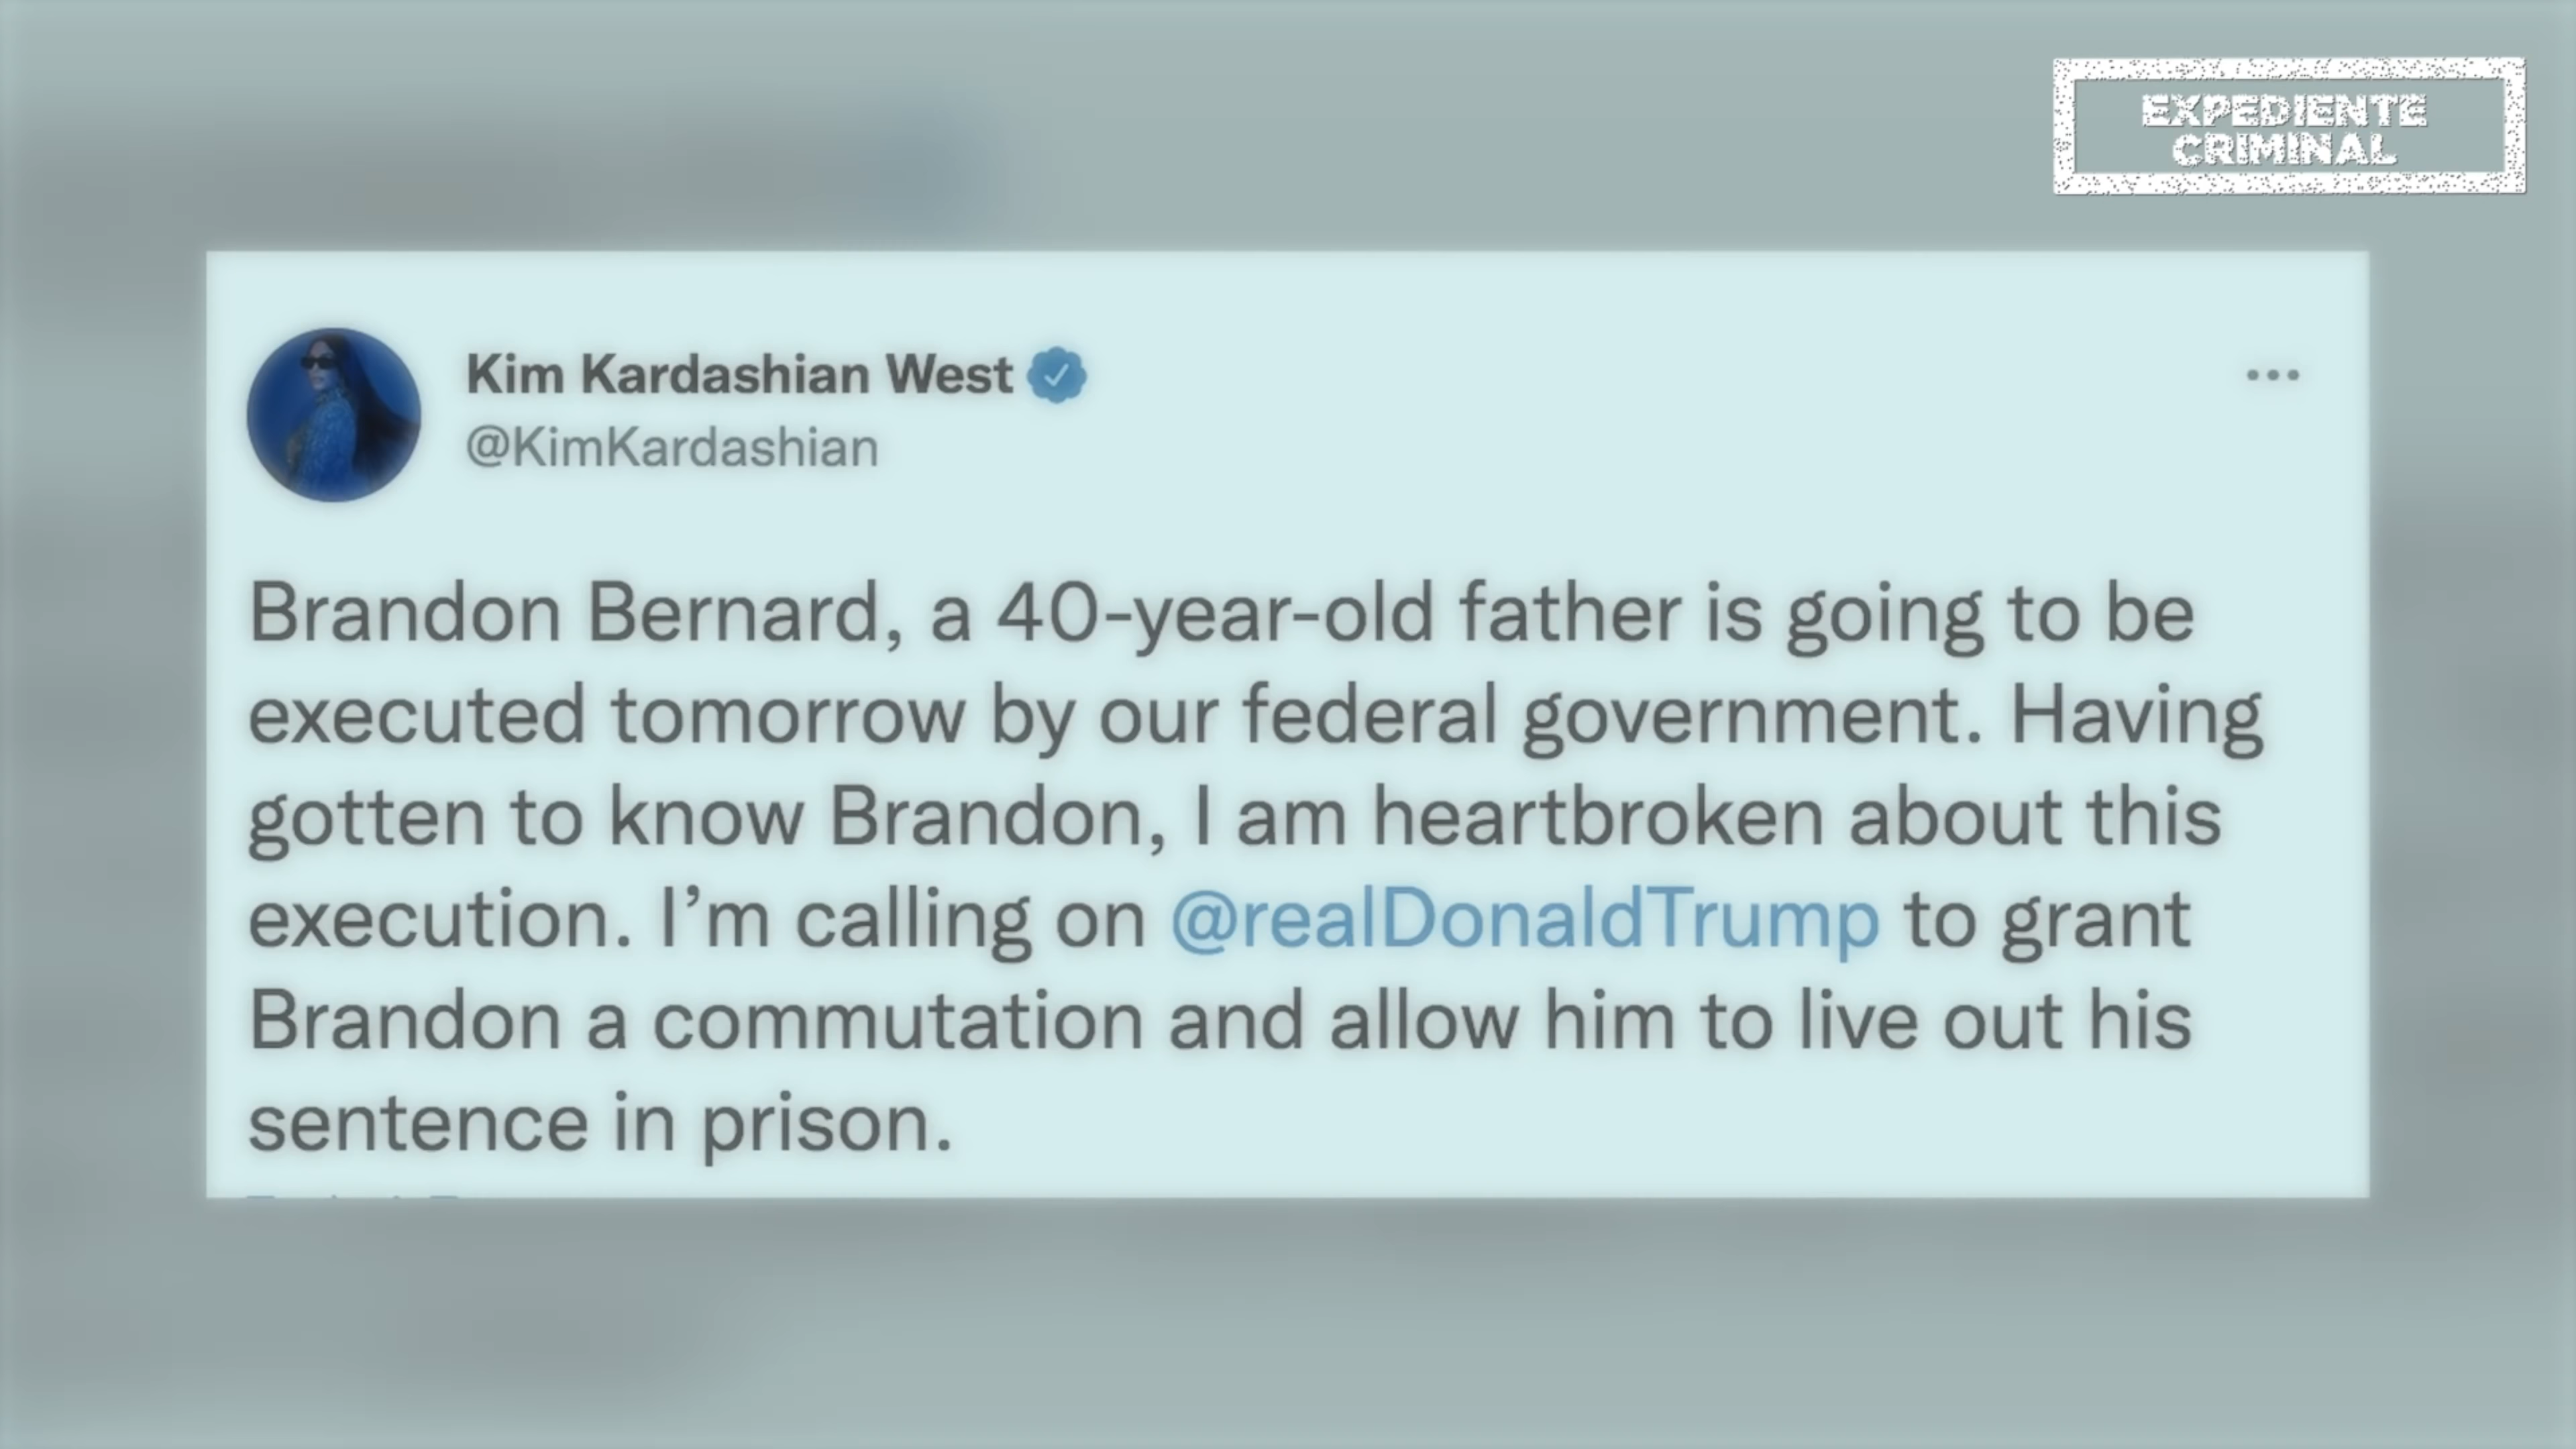 EXPEDIENTE
CRIMINAL
Kim Kardashian West
@KimKardashian
Brandon Bernard, a 40-year-old father is going to be
executed tomorrow by our federal government. Having
gotten to know Brandon, I am heartbroken about this
execution. I’m calling on @realDonaldTrump to grant
Brandon a commutation and allow him to live out his
sentence in prison.